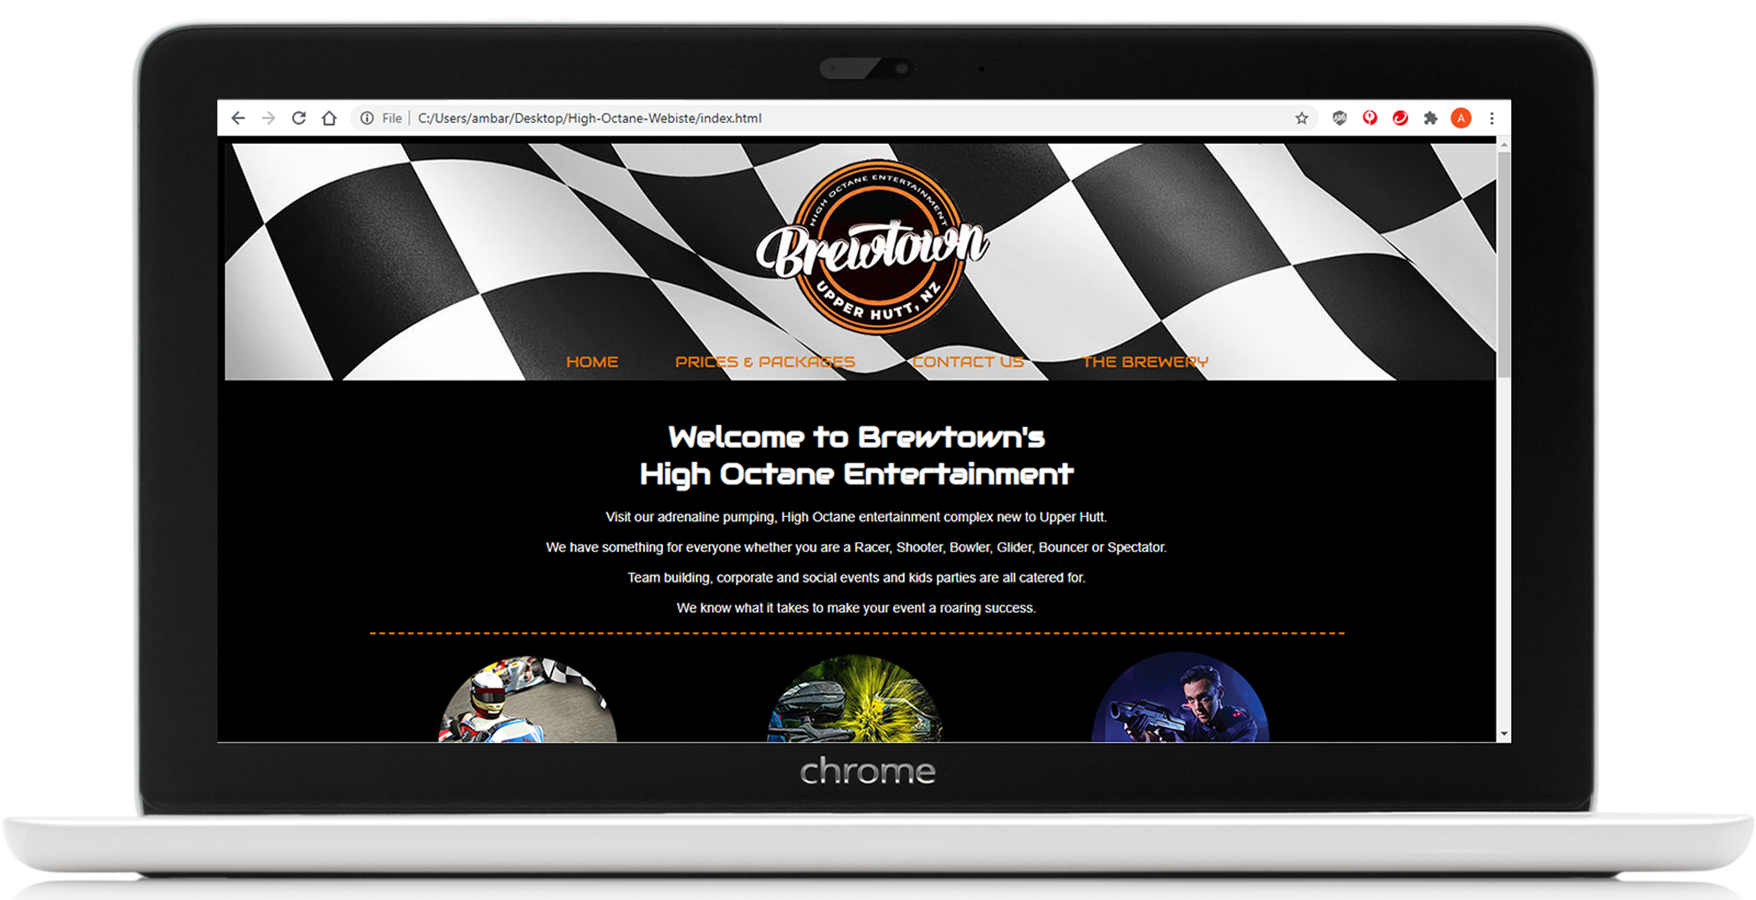 File | C:/Users/ambar/Desktop/High-Octane-Webiste/index.html
A
HIGH OCTANE ENTERTAINMENT
Brewtown
UPPER HUTT, NZ
HOME PRICES & PACKAGES CONTACT US THE BREWERY
Welcome to Brewtown's
High Octane Entertainment
Visit our adrenaline pumping, High Octane entertainment complex new to Upper Hutt.
We have something for everyone whether you are a Racer, Shooter, Bowler, Glider, Bouncer or Spectator.
Team building, corporate and social events and kids parties are all catered for.
We know what it takes to make your event a roaring success.
chrome